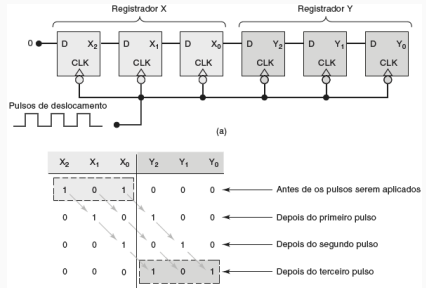 Registrador X Registrador Y
0 D X2 D X1 D X0 D Y2 D Y1 D Y0
CLK CLK CLK CLK CLK CLK
Pulsos de deslocamento
(a)
X2 X1 X0 Y2 Y1 Y0
1 0 1 0 0 0 Antes de os pulsos serem aplicados
0 1 0 1 0 0 Depois do primeiro pulso
0 0 1 0 1 0 Depois do segundo pulso
0 0 0 1 0 1 Depois do terceiro pulso